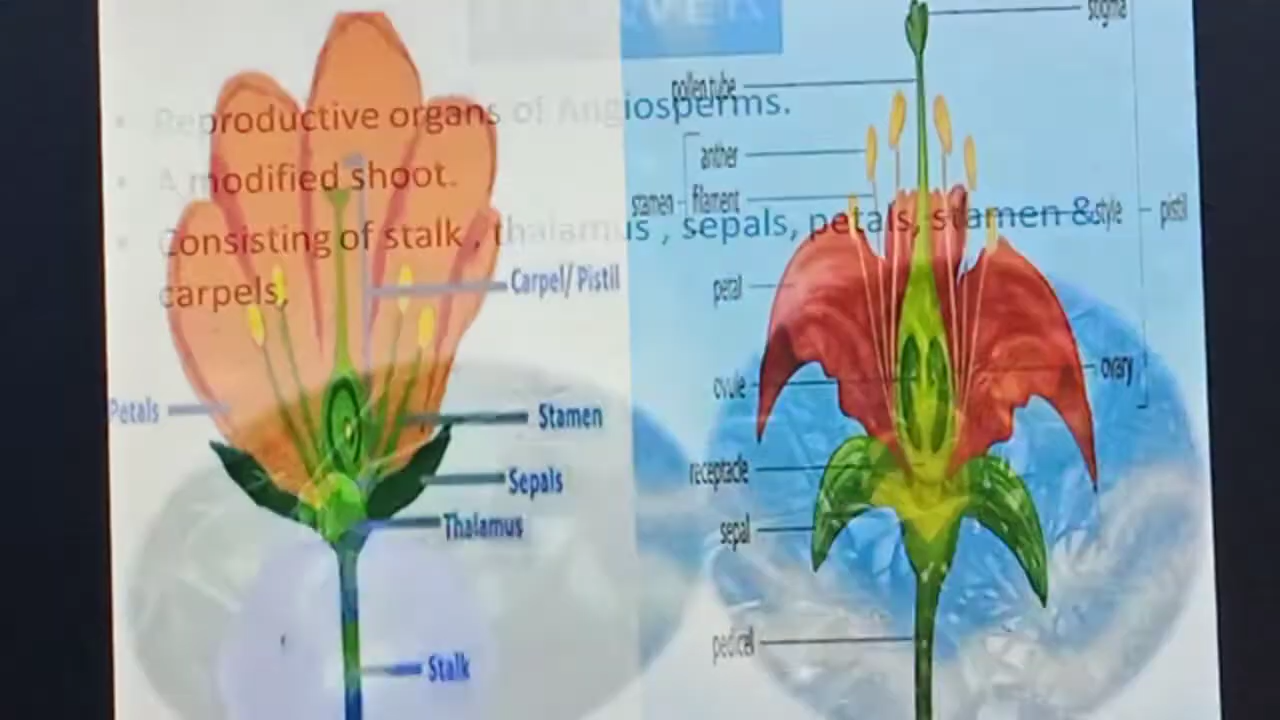 • Reproductive organs of Angiosperms.
• A modified shoot.
• Consisting of stalk , thalamus , sepals, petals, stamen &
carpels.
Carpel/ Pistil
Petals
Stamen
Sepals
Thalamus
Stalk
stigma
pollen tube
anther
stamen
filament
style
pistil
petal
ovary
ovule
receptacle
sepal
pedicel